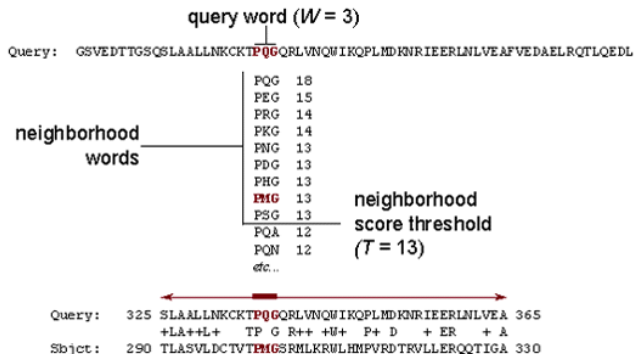 query word (W = 3)
Query: GSVEDTTGSQSLAALLNKCKTPQGQRLVNQWIKQPLMDKNRIEERLNLVEAFVEDAELRQTLQEDL
PQG 18
PEG 15
PRG 14
PKG 14
neighborhood words
PNG 13
PDG 13
PHG 13
PMG 13
PSG 13
neighborhood score threshold (T = 13)
PQA 12
PQN 12
etc...
Query: 325 SLAALLNKCKTPQGQRLVNQWIKQPLMDKNRIEERLNLVEA 365
+LA++L+ TP G R++ +W+ P+ D + ER + A
Sbjct: 290 TLASVLDCTVTPMGSRMLKRWLHMPVRDTRVLLERQQTIGA 330